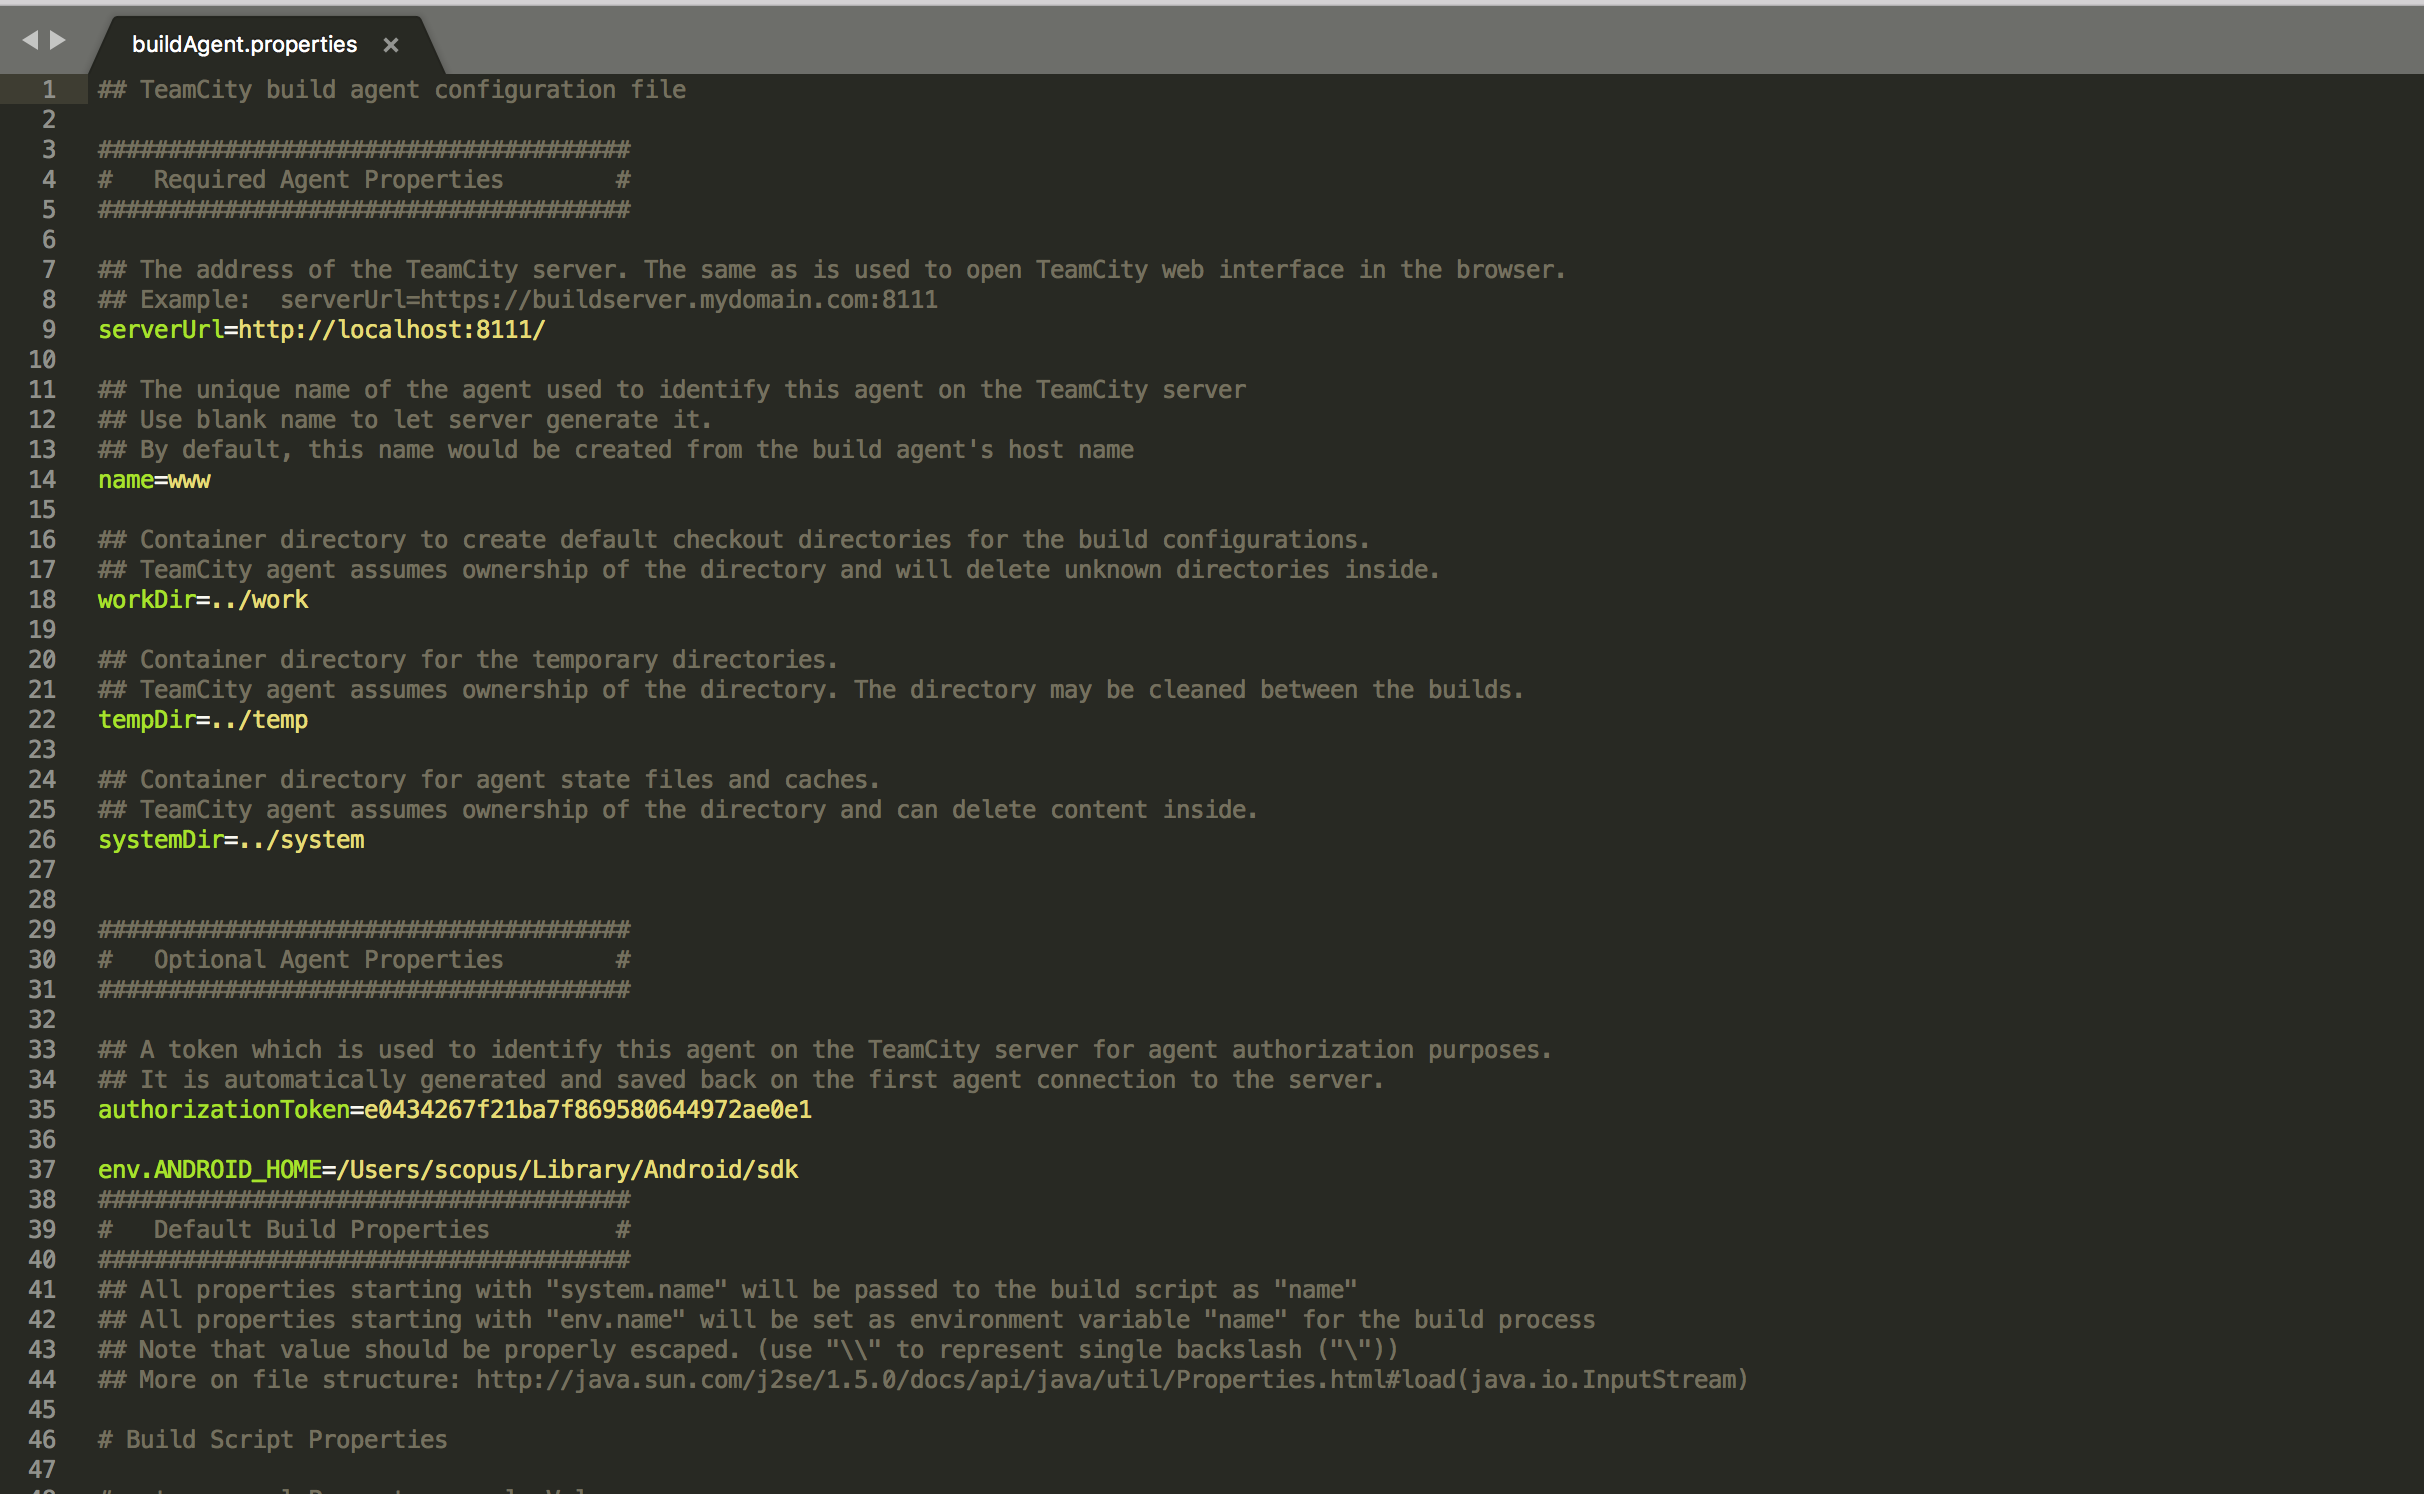 buildAgent.properties ×
1 ## TeamCity build agent configuration file
2
3 ######################################
4 #   Required Agent Properties        #
5 ######################################
6
7 ## The address of the TeamCity server. The same as is used to open TeamCity web interface in the browser.
8 ## Example:  serverUrl=https://buildserver.mydomain.com:8111
9 serverUrl=http://localhost:8111/
10
11 ## The unique name of the agent used to identify this agent on the TeamCity server
12 ## Use blank name to let server generate it.
13 ## By default, this name would be created from the build agent's host name
14 name=www
15
16 ## Container directory to create default checkout directories for the build configurations.
17 ## TeamCity agent assumes ownership of the directory and will delete unknown directories inside.
18 workDir=../work
19
20 ## Container directory for the temporary directories.
21 ## TeamCity agent assumes ownership of the directory. The directory may be cleaned between the builds.
22 tempDir=../temp
23
24 ## Container directory for agent state files and caches.
25 ## TeamCity agent assumes ownership of the directory and can delete content inside.
26 systemDir=../system
27
28
29 ######################################
30 #   Optional Agent Properties        #
31 ######################################
32
33 ## A token which is used to identify this agent on the TeamCity server for agent authorization purposes.
34 ## It is automatically generated and saved back on the first agent connection to the server.
35 authorizationToken=e0434267f21ba7f869580644972ae0e1
36
37 env.ANDROID_HOME=/Users/scopus/Library/Android/sdk
38 ######################################
39 #   Default Build Properties         #
40 ######################################
41 ## All properties starting with "system.name" will be passed to the build script as "name"
42 ## All properties starting with "env.name" will be set as environment variable "name" for the build process
43 ## Note that value should be properly escaped. (use "\\" to represent single backslash ("\"))
44 ## More on file structure: http://java.sun.com/j2se/1.5.0/docs/api/java/util/Properties.html#load(java.io.InputStream)
45
46 # Build Script Properties
47